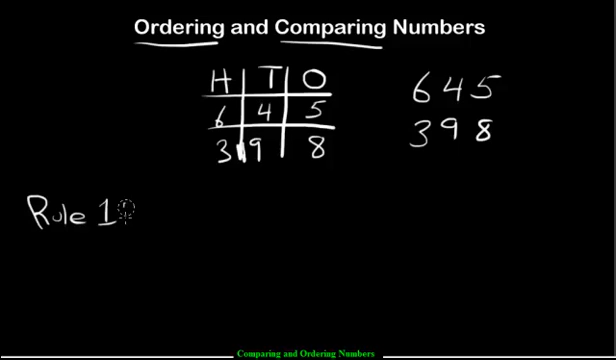 Ordering and Comparing Numbers
H T O
6 4 5
3 9 8
645
398
Rule 1
Comparing and Ordering Numbers